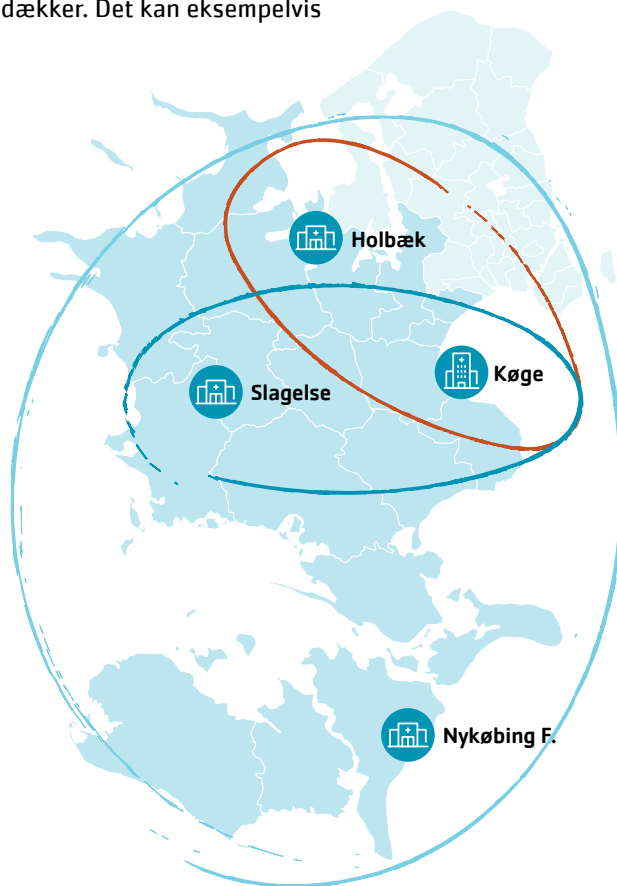 dækker. Det kan eksempelvis
Holbæk
Køge
Slagelse
Nykøbing F.